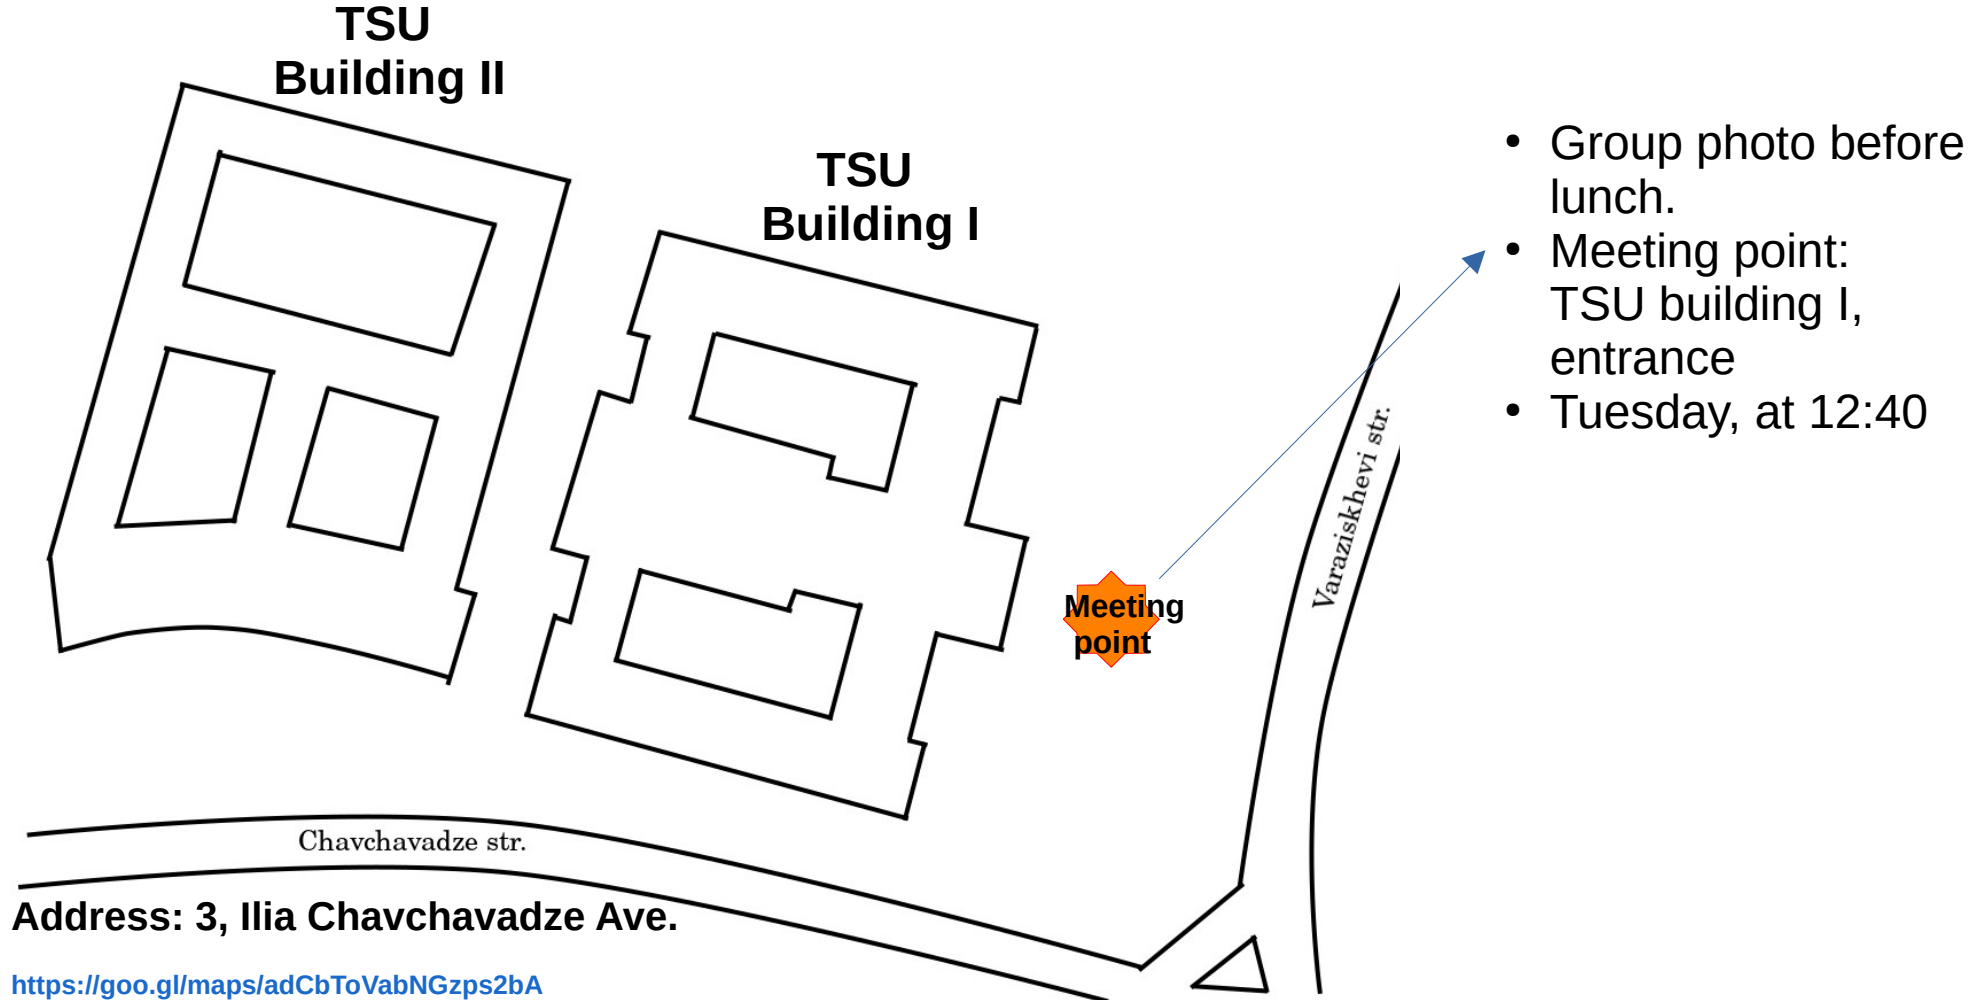 TSU
Building II
TSU
Building I
• Group photo before
lunch.
• Meeting point:
TSU building I,
entrance
• Tuesday, at 12:40
Varaziskhevi str.
Meeting
point
Chavchavadze str.
Address: 3, Ilia Chavchavadze Ave.
https://goo.gl/maps/adCbToVabNGzps2bA